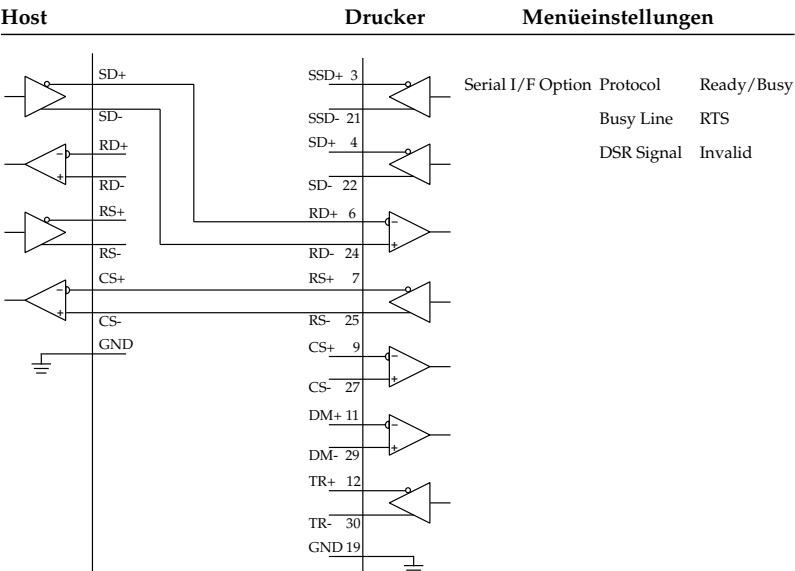 Host Drucker Menüeinstellungen
SD+ SSD+ 3 Serial I/F Option Protocol Ready/Busy
SD- SSD- 21 Busy Line RTS
RD+ SD+ 4 DSR Signal Invalid
RD- SD- 22
RS+ RD+ 6
RS- RD- 24
CS+ RS+ 7
CS- RS- 25
GND CS+ 9
CS- 27
DM+ 11
DM- 29
TR+ 12
TR- 30
GND 19